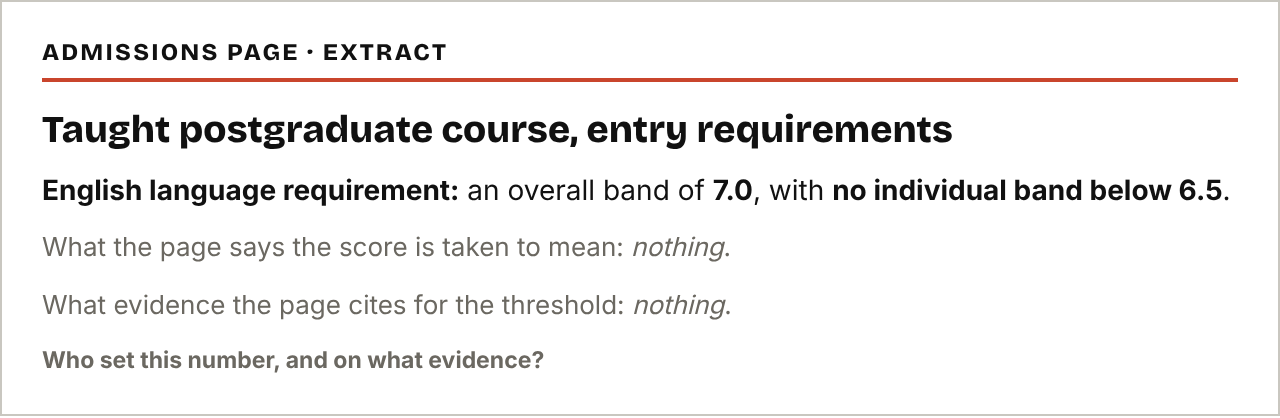 ADMISSIONS PAGE · EXTRACT
Taught postgraduate course, entry requirements
English language requirement: an overall band of 7.0, with no individual band below 6.5.
What the page says the score is taken to mean: nothing.
What evidence the page cites for the threshold: nothing.
Who set this number, and on what evidence?